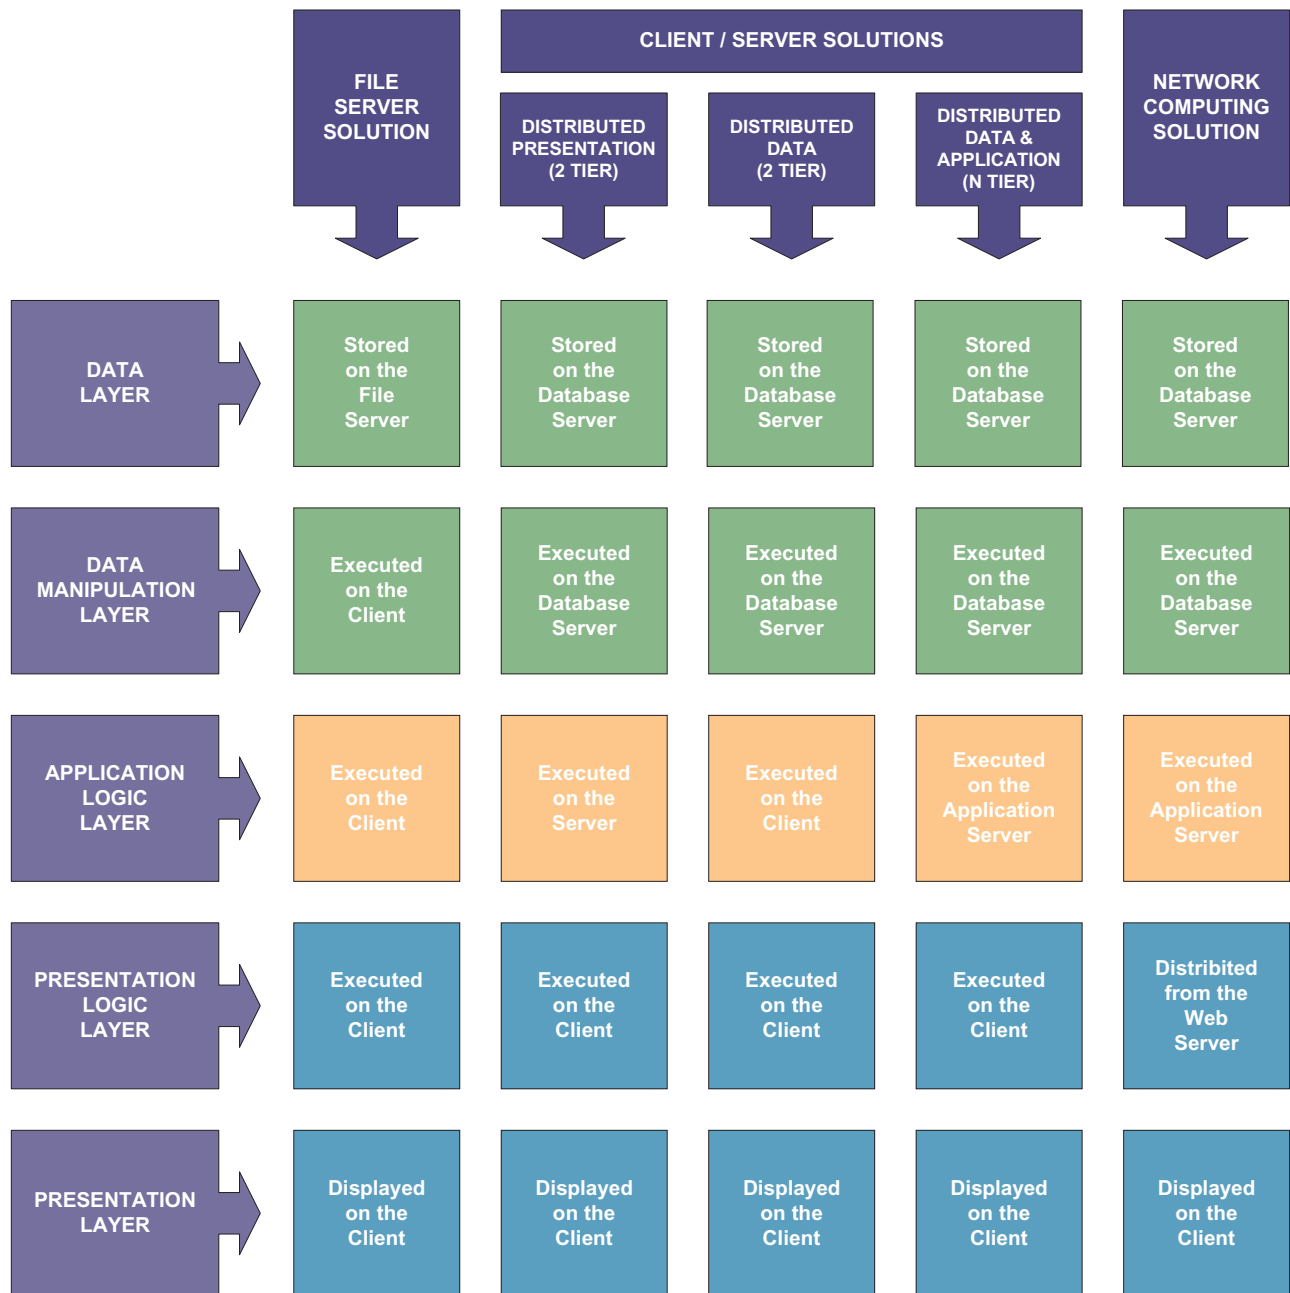 FILE
SERVER
SOLUTION
CLIENT / SERVER SOLUTIONS
DISTRIBUTED
PRESENTATION
(2 TIER)
DISTRIBUTED
DATA
(2 TIER)
DISTRIBUTED
DATA &
APPLICATION
(N TIER)
NETWORK
COMPUTING
SOLUTION
DATA
LAYER
Stored
on the
File
Server
Stored
on the
Database
Server
Stored
on the
Database
Server
Stored
on the
Database
Server
Stored
on the
Database
Server
DATA
MANIPULATION
LAYER
Executed
on the
Client
Executed
on the
Database
Server
Executed
on the
Database
Server
Executed
on the
Database
Server
Executed
on the
Database
Server
APPLICATION
LOGIC
LAYER
Executed
on the
Client
Executed
on the
Server
Executed
on the
Client
Executed
on the
Application
Server
Executed
on the
Application
Server
PRESENTATION
LOGIC
LAYER
Executed
on the
Client
Executed
on the
Client
Executed
on the
Client
Executed
on the
Client
Distribited
from the
Web
Server
PRESENTATION
LAYER
Displayed
on the
Client
Displayed
on the
Client
Displayed
on the
Client
Displayed
on the
Client
Displayed
on the
Client